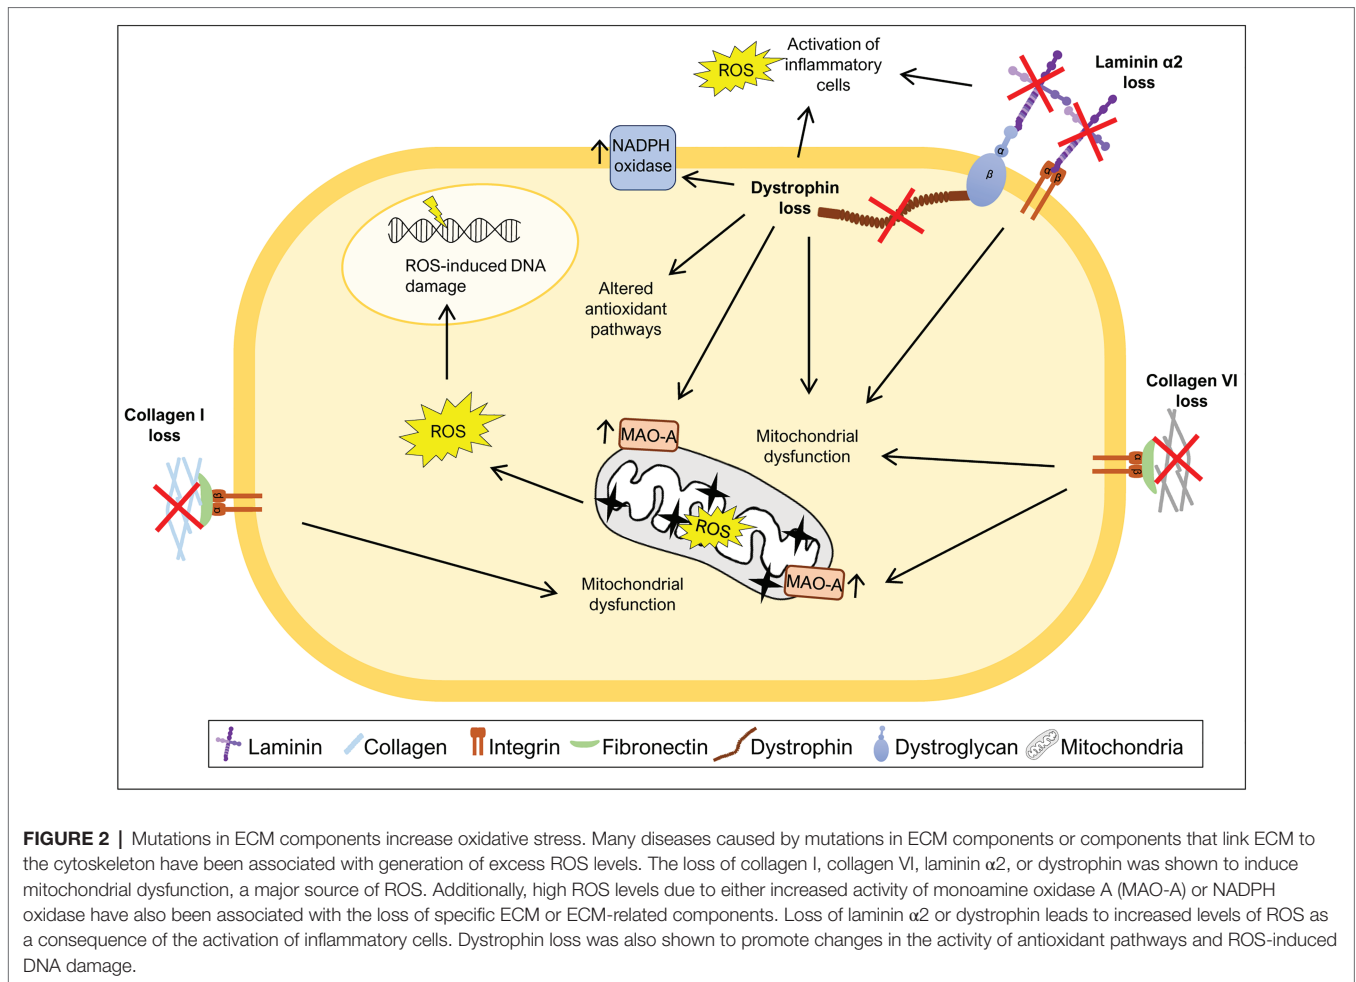 Activation of
inflammatory
cells
ROS
Laminin α2
loss
NADPH
oxidase
α
β
α
β
Dystrophin
loss
ROS-induced DNA
damage
Altered
antioxidant
pathways
Collagen VI
loss
Collagen I
loss
ROS
MAO-A
Mitochondrial
dysfunction
α
β
β
α
ROS
Mitochondrial
dysfunction
MAO-A
Laminin
Collagen
Integrin
Fibronectin
Dystrophin
Dystroglycan
Mitochondria
FIGURE 2 | Mutations in ECM components increase oxidative stress. Many diseases caused by mutations in ECM components or components that link ECM to
the cytoskeleton have been associated with generation of excess ROS levels. The loss of collagen I, collagen VI, laminin α2, or dystrophin was shown to induce
mitochondrial dysfunction, a major source of ROS. Additionally, high ROS levels due to either increased activity of monoamine oxidase A (MAO-A) or NADPH
oxidase have also been associated with the loss of specific ECM or ECM-related components. Loss of laminin α2 or dystrophin leads to increased levels of ROS as
a consequence of the activation of inflammatory cells. Dystrophin loss was also shown to promote changes in the activity of antioxidant pathways and ROS-induced
DNA damage.